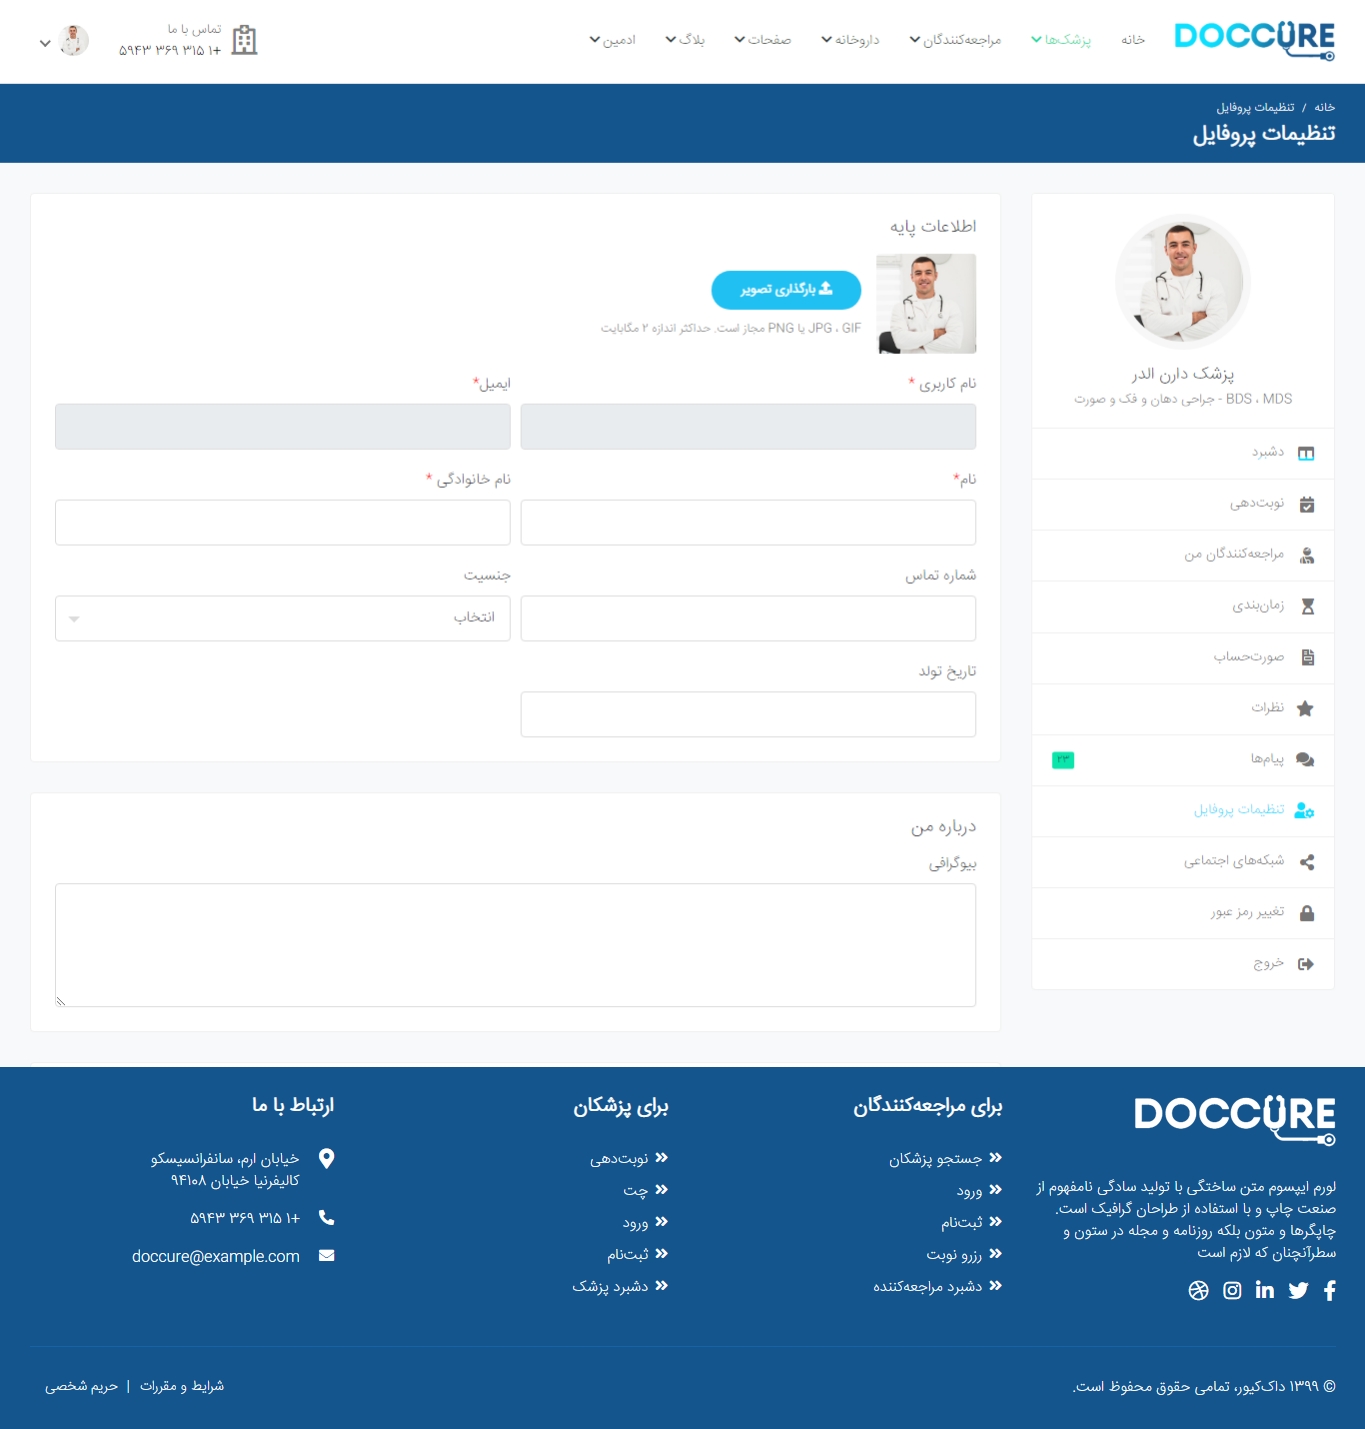 DOCCURE
خانه
پزشک‌ها
مراجعه‌کنندگان
داروخانه
صفحات
بلاگ
ادمین
تماس با ما
+۱ ۳۱۵ ۳۶۹ ۵۹۴۳
خانه / تنظیمات پروفایل
تنظیمات پروفایل
پزشک دارن الدر
BDS ، MDS - جراحی دهان و فک و صورت
دشبرد
نوبت‌دهی
مراجعه‌کنندگان من
زمان‌بندی
صورت‌حساب
نظرات
پیام‌ها
۲۳
تنظیمات پروفایل
شبکه‌های اجتماعی
تغییر رمز عبور
خروج
اطلاعات پایه
بارگذاری تصویر
JPG ، GIF یا PNG مجاز است. حداکثر اندازه ۲ مگابایت
نام کاربری *
ایمیل*
نام*
نام خانوادگی *
شماره تماس
جنسیت
انتخاب
تاریخ تولد
درباره من
بیوگرافی
DOCCURE
لورم ایپسوم متن ساختگی با تولید سادگی نامفهوم از
صنعت چاپ و با استفاده از طراحان گرافیک است.
چاپگرها و متون بلکه روزنامه و مجله در ستون و
سطرآنچنان که لازم است
برای مراجعه‌کنندگان
جستجو پزشکان
ورود
ثبت‌نام
رزرو نوبت
دشبرد مراجعه‌کننده
برای پزشکان
نوبت‌دهی
چت
ورود
ثبت‌نام
دشبرد پزشک
ارتباط با ما
خیابان ارم، سانفرانسیسکو
کالیفرنیا خیابان ۹۴۱۰۸
+۱ ۳۱۵ ۳۶۹ ۵۹۴۳
doccure@example.com
© ۱۳۹۹ داک‌کیور، تمامی حقوق محفوظ است.
شرایط و مقررات | حریم شخصی